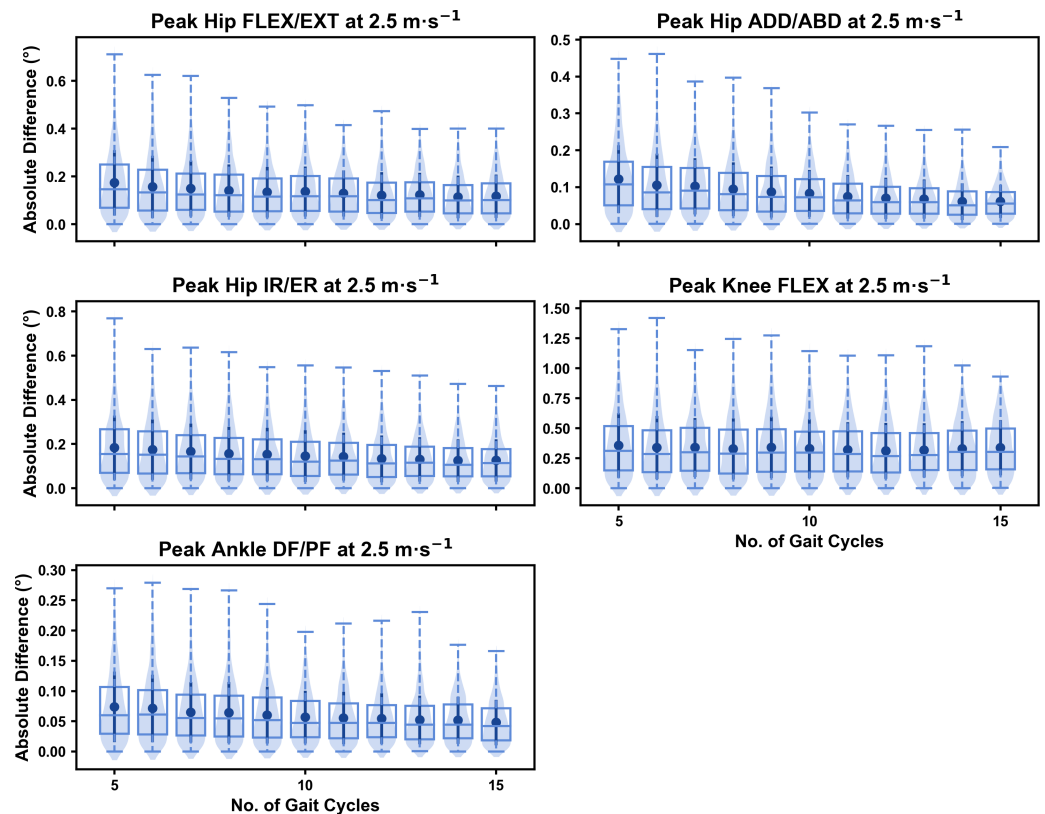 Peak Hip FLEX/EXT at 2.5 m·s⁻¹
Absolute Difference (°)
0.6
0.4
0.2
0.0
Peak Hip ADD/ABD at 2.5 m·s⁻¹
0.5
0.4
0.3
0.2
0.1
0.0
Peak Hip IR/ER at 2.5 m·s⁻¹
Absolute Difference (°)
0.8
0.6
0.4
0.2
0.0
Peak Knee FLEX at 2.5 m·s⁻¹
1.50
1.25
1.00
0.75
0.50
0.25
0.00
5 10 15
No. of Gait Cycles
Peak Ankle DF/PF at 2.5 m·s⁻¹
Absolute Difference (°)
0.30
0.25
0.20
0.15
0.10
0.05
0.00
5 10 15
No. of Gait Cycles